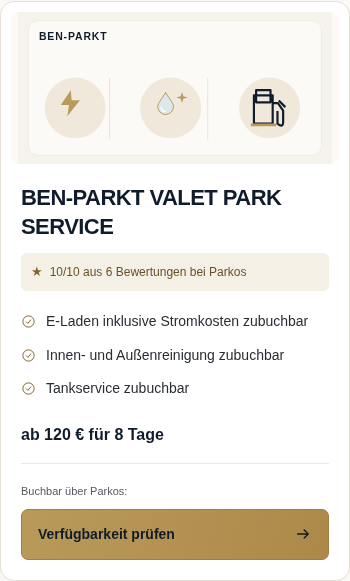 BEN-PARKT
BEN-PARKT VALET PARK
SERVICE
★ 10/10 aus 6 Bewertungen bei Parkos
E-Laden inklusive Stromkosten zubuchbar
Innen- und Außenreinigung zubuchbar
Tankservice zubuchbar
ab 120 € für 8 Tage
Buchbar über Parkos:
Verfügbarkeit prüfen →